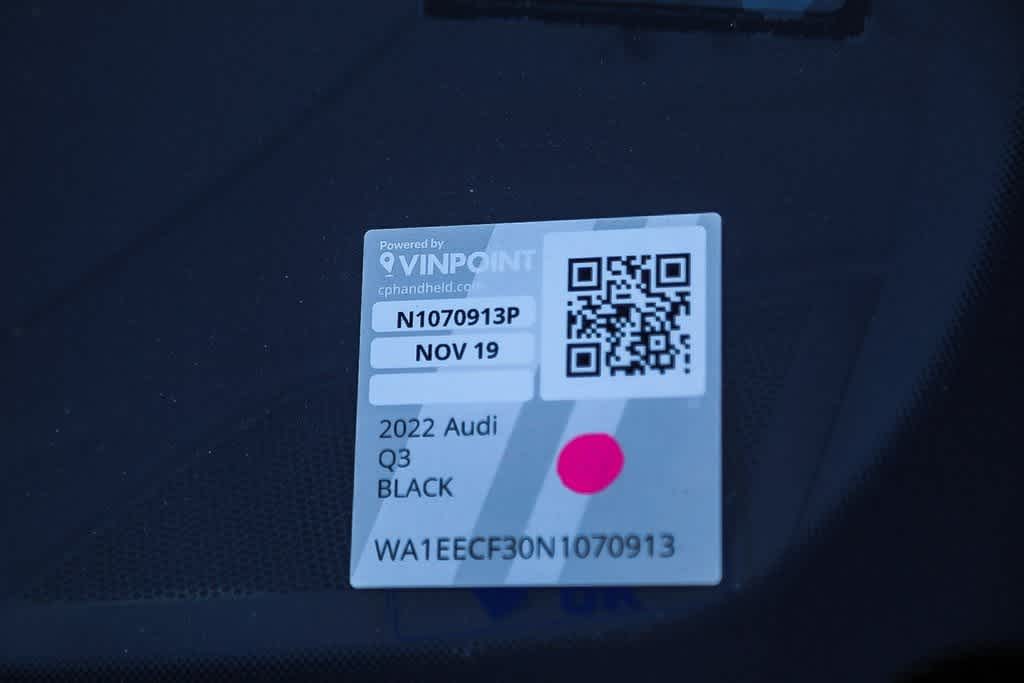 Powered by
VINPOINT
cphandheld.com
N1070913P
NOV 19
2022 Audi
Q3
BLACK
WA1EECF30N1070913